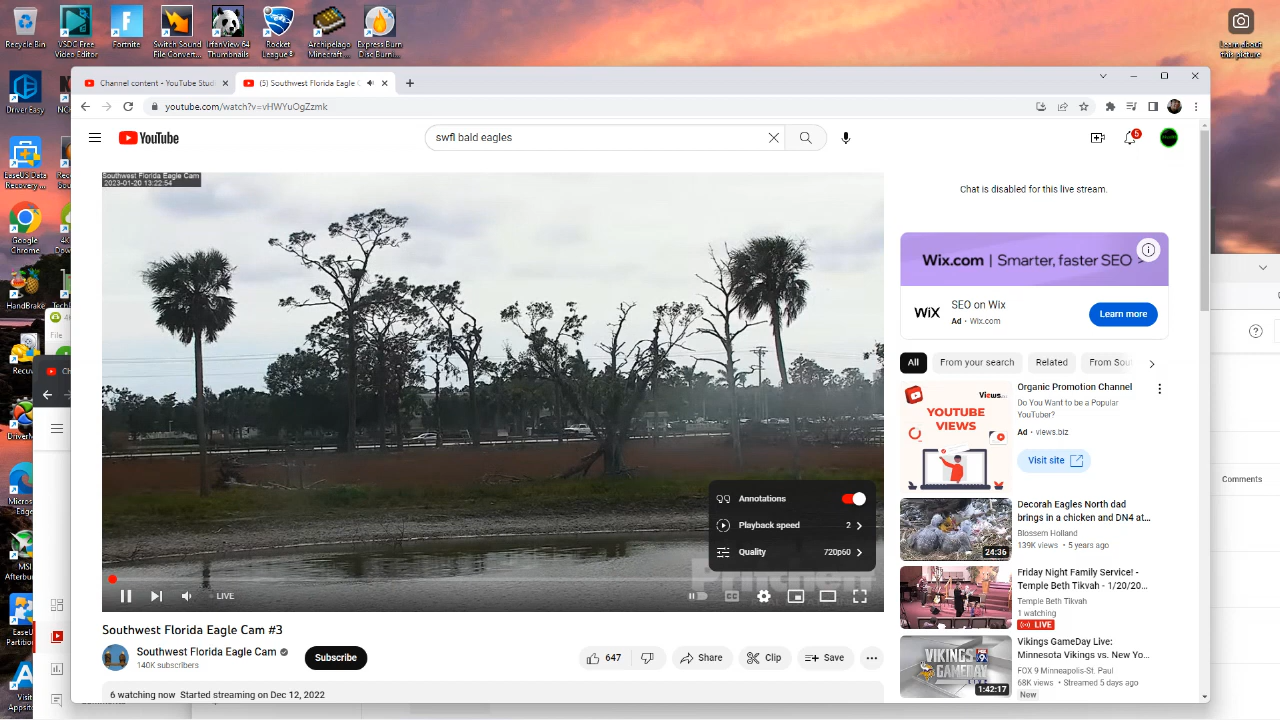 Recycle Bin
VSDC Free Video Editor
Fortnite
Switch Sound File Convert...
IrfanView 64 Thumbnails
Rocket League®
Archipelago Minecraft ...
Express Burn Disc Burni...
Learn about this picture
Driver Easy
EaseUS Data Recovery ...
Google Chrome
HandBrake
Channel content - YouTube Studi
(5) Southwest Florida Eagle C
youtube.com/watch?v=vHWYuOgZzmk
YouTube
swfl bald eagles
5
Southwest Florida Eagle Cam
2023-01-20 13:22:54
Chat is disabled for this live stream.
Wix.com | Smarter, faster SEO >
WiX
SEO on Wix
Ad • Wix.com
Learn more
All
From your search
Related
From Sou
Organic Promotion Channel
Do You Want to be a Popular
YouTube?
Ad • views.biz
Visit site
Views
YOUTUBE
VIEWS
Annotations
Playback speed 2
Quality 720p60
Pritchett
LIVE
Decorah Eagles North dad
brings in a chicken and DN4 at...
Blossem Holland
139K views • 5 years ago
24:36
Friday Night Family Service! -
Temple Beth Tikvah - 1/20/20...
Temple Beth Tikvah
1 watching
LIVE
Vikings GameDay Live:
Minnesota Vikings vs. New Yo...
FOX 9 Minneapolis-St. Paul
68K views • Streamed 5 days ago
New
VIKINGS
GAMEDAY
1:42:17
Southwest Florida Eagle Cam #3
Southwest Florida Eagle Cam
140K subscribers
Subscribe
647
Share
Clip
Save
6 watching now Started streaming on Dec 12, 2022
File
Comments